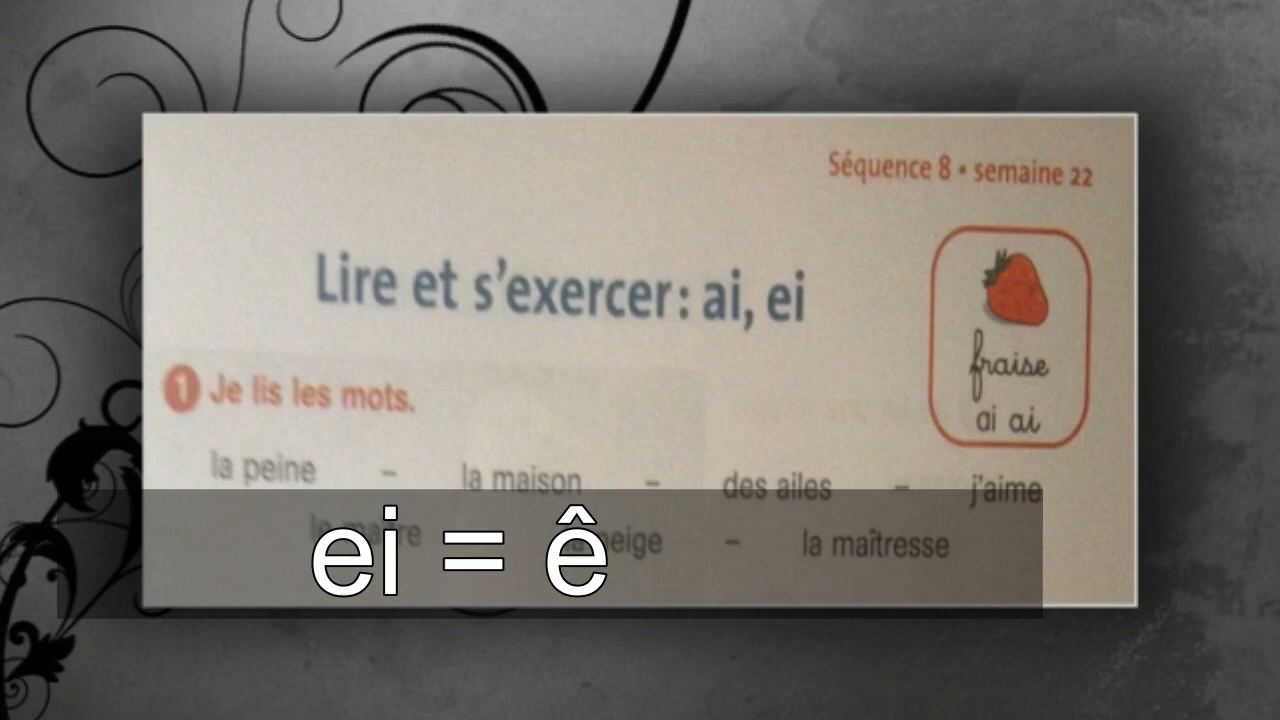 Séquence 8 • semaine 22
Lire et s'exercer : ai, ei
fraise
ai ai
1 Je lis les mots.
la peine – la maison – des ailes – j'aime
neige – la maîtresse
ei = ê